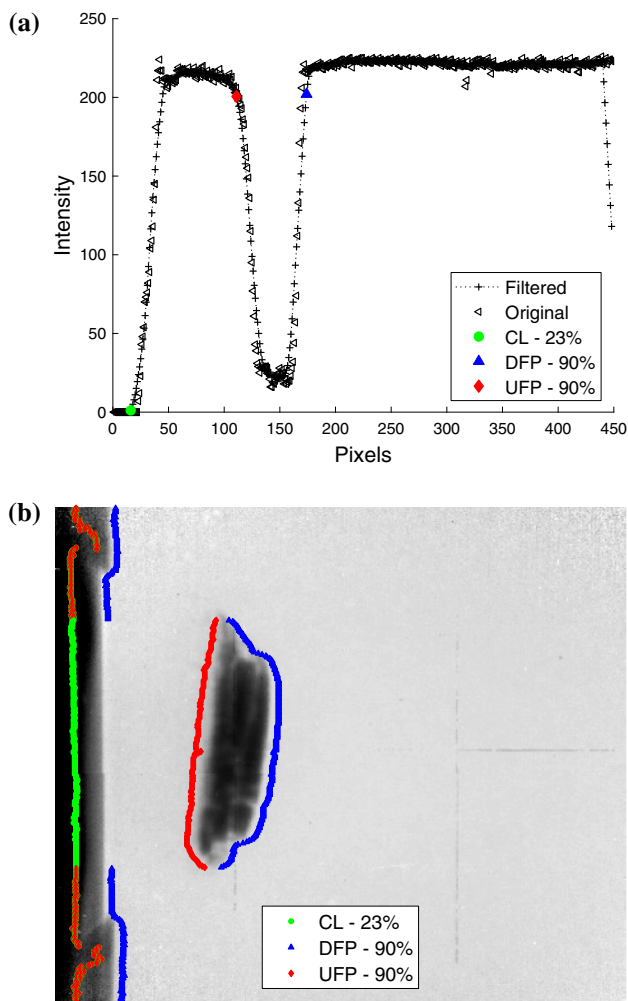 (a)
250
200
150
100
50
0
Intensity
0 50 100 150 200 250 300 350 400 450
Pixels
Filtered
Original
CL - 23%
DFP - 90%
UFP - 90%
(b)
CL - 23%
DFP - 90%
UFP - 90%